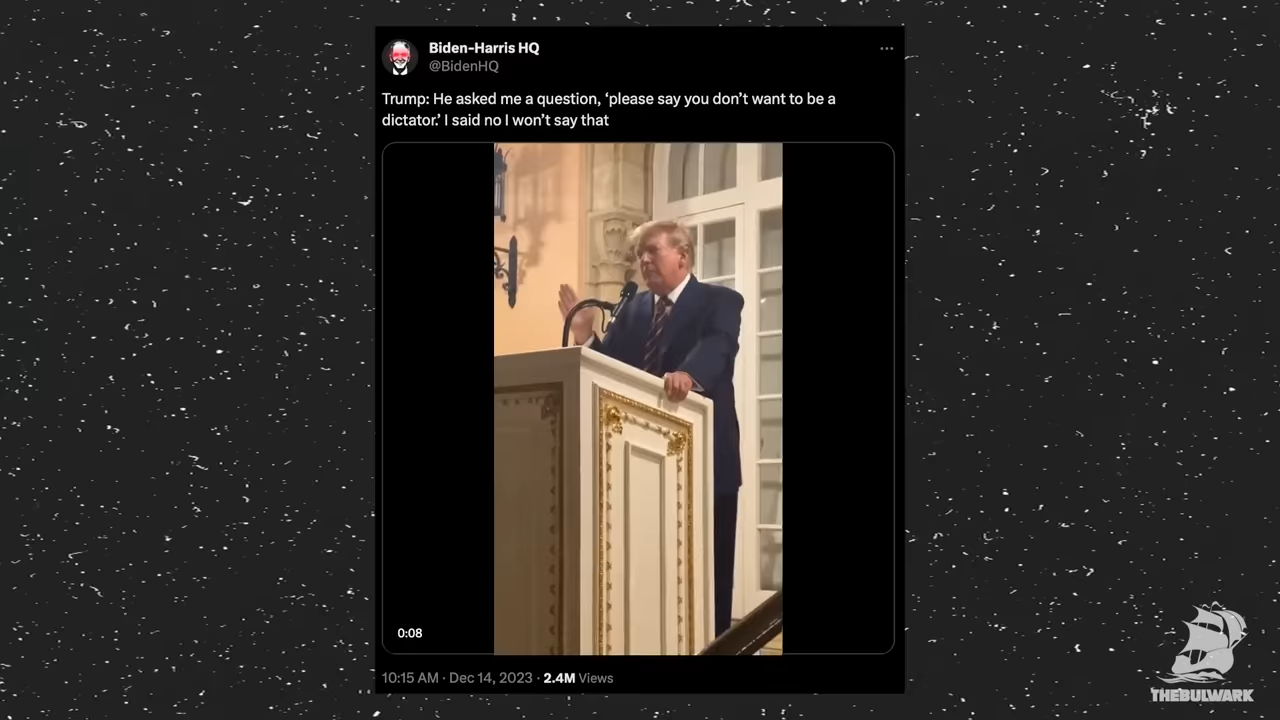 Biden-Harris HQ
@BidenHQ
Trump: He asked me a question, ‘please say you don’t want to be a
dictator.’ I said no I won’t say that
0:08
10:15 AM · Dec 14, 2023 · 2.4M Views
THEBULWARK